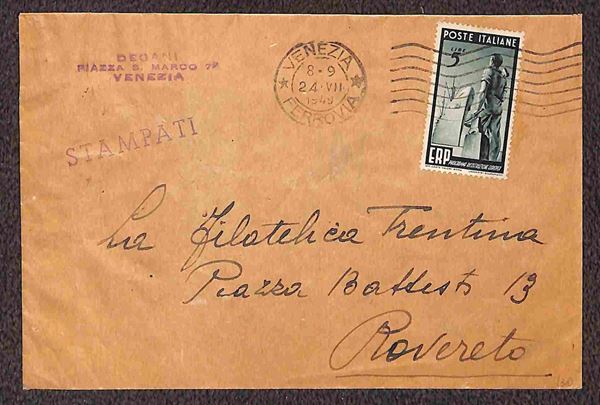 DEGANI
PIAZZA S. MARCO 79
VENEZIA
STAMPATI
VENEZIA
8-9
24·VII
1949
FERROVIA
POSTE ITALIANE
LIRE
5
ERP
La Filatelica Trentina
Piazza Battisti 13
Rovereto